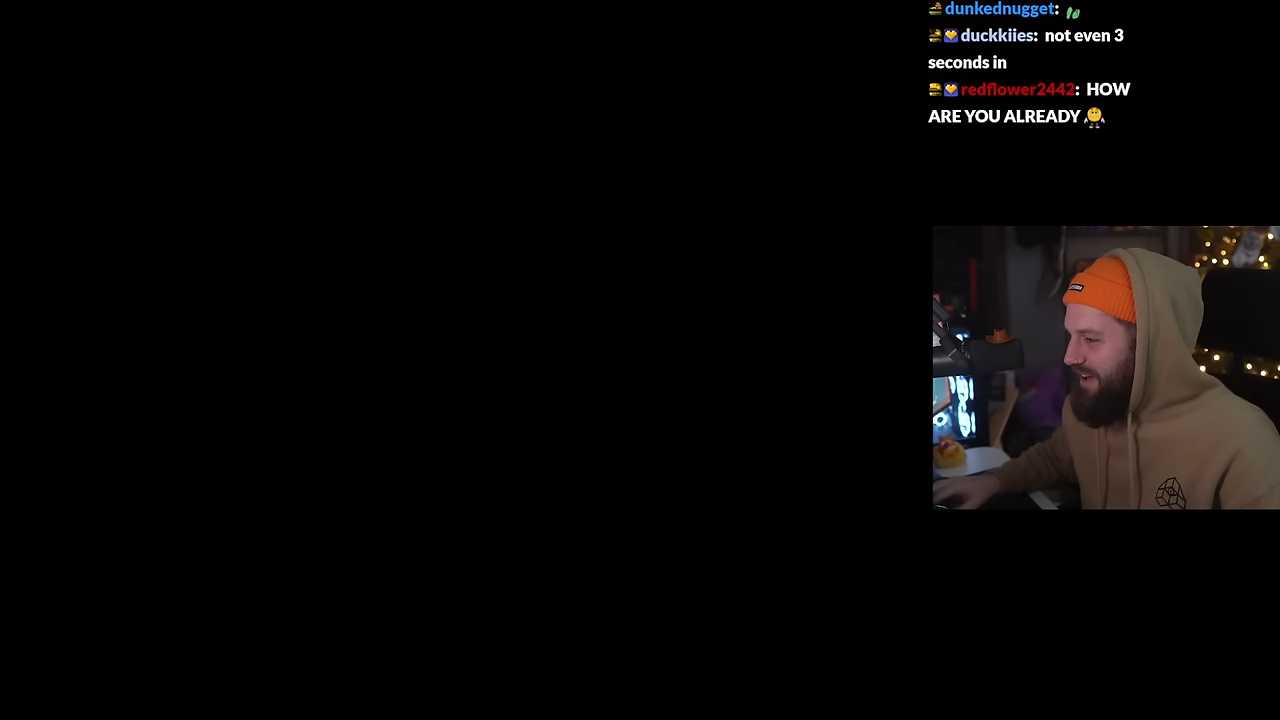 dunkednugget:
duckkiies: not even 3
seconds in
redflower2442: HOW
ARE YOU ALREADY